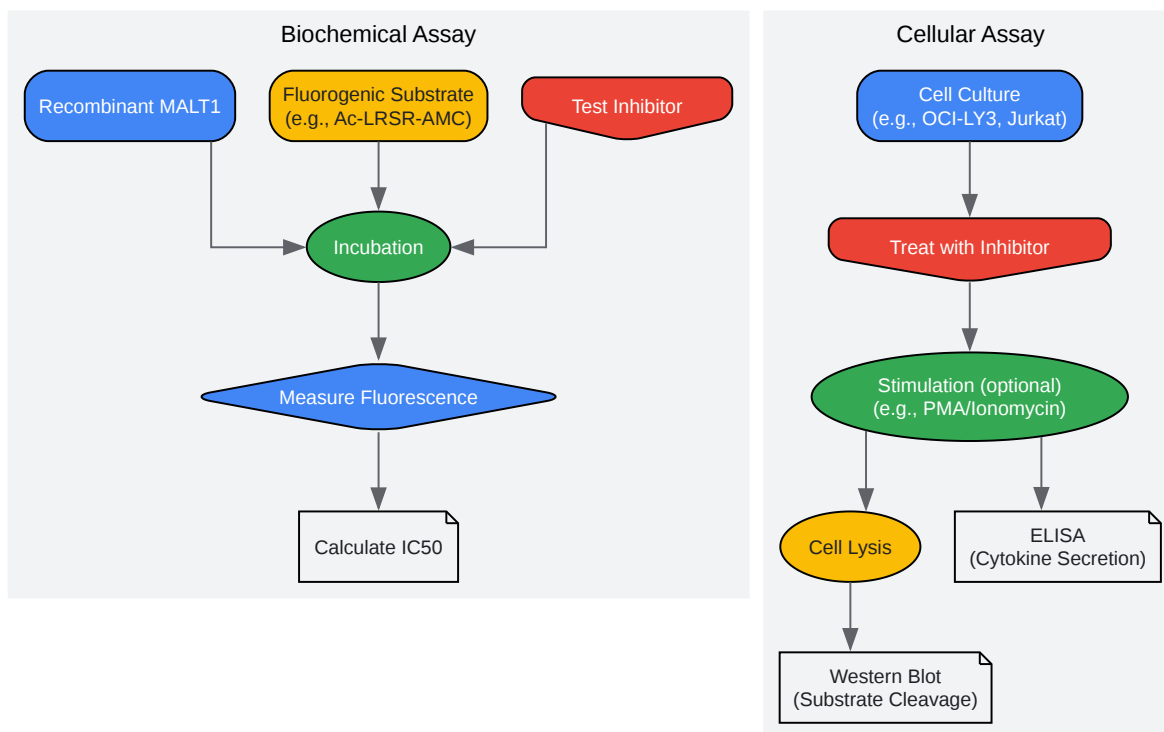 Biochemical Assay
Recombinant MALT1
Fluorogenic Substrate
(e.g., Ac-LRSR-AMC)
Test Inhibitor
Incubation
Measure Fluorescence
Calculate IC50
Cellular Assay
Cell Culture
(e.g., OCI-LY3, Jurkat)
Treat with Inhibitor
Stimulation (optional)
(e.g., PMA/Ionomycin)
Cell Lysis
ELISA
(Cytokine Secretion)
Western Blot
(Substrate Cleavage)